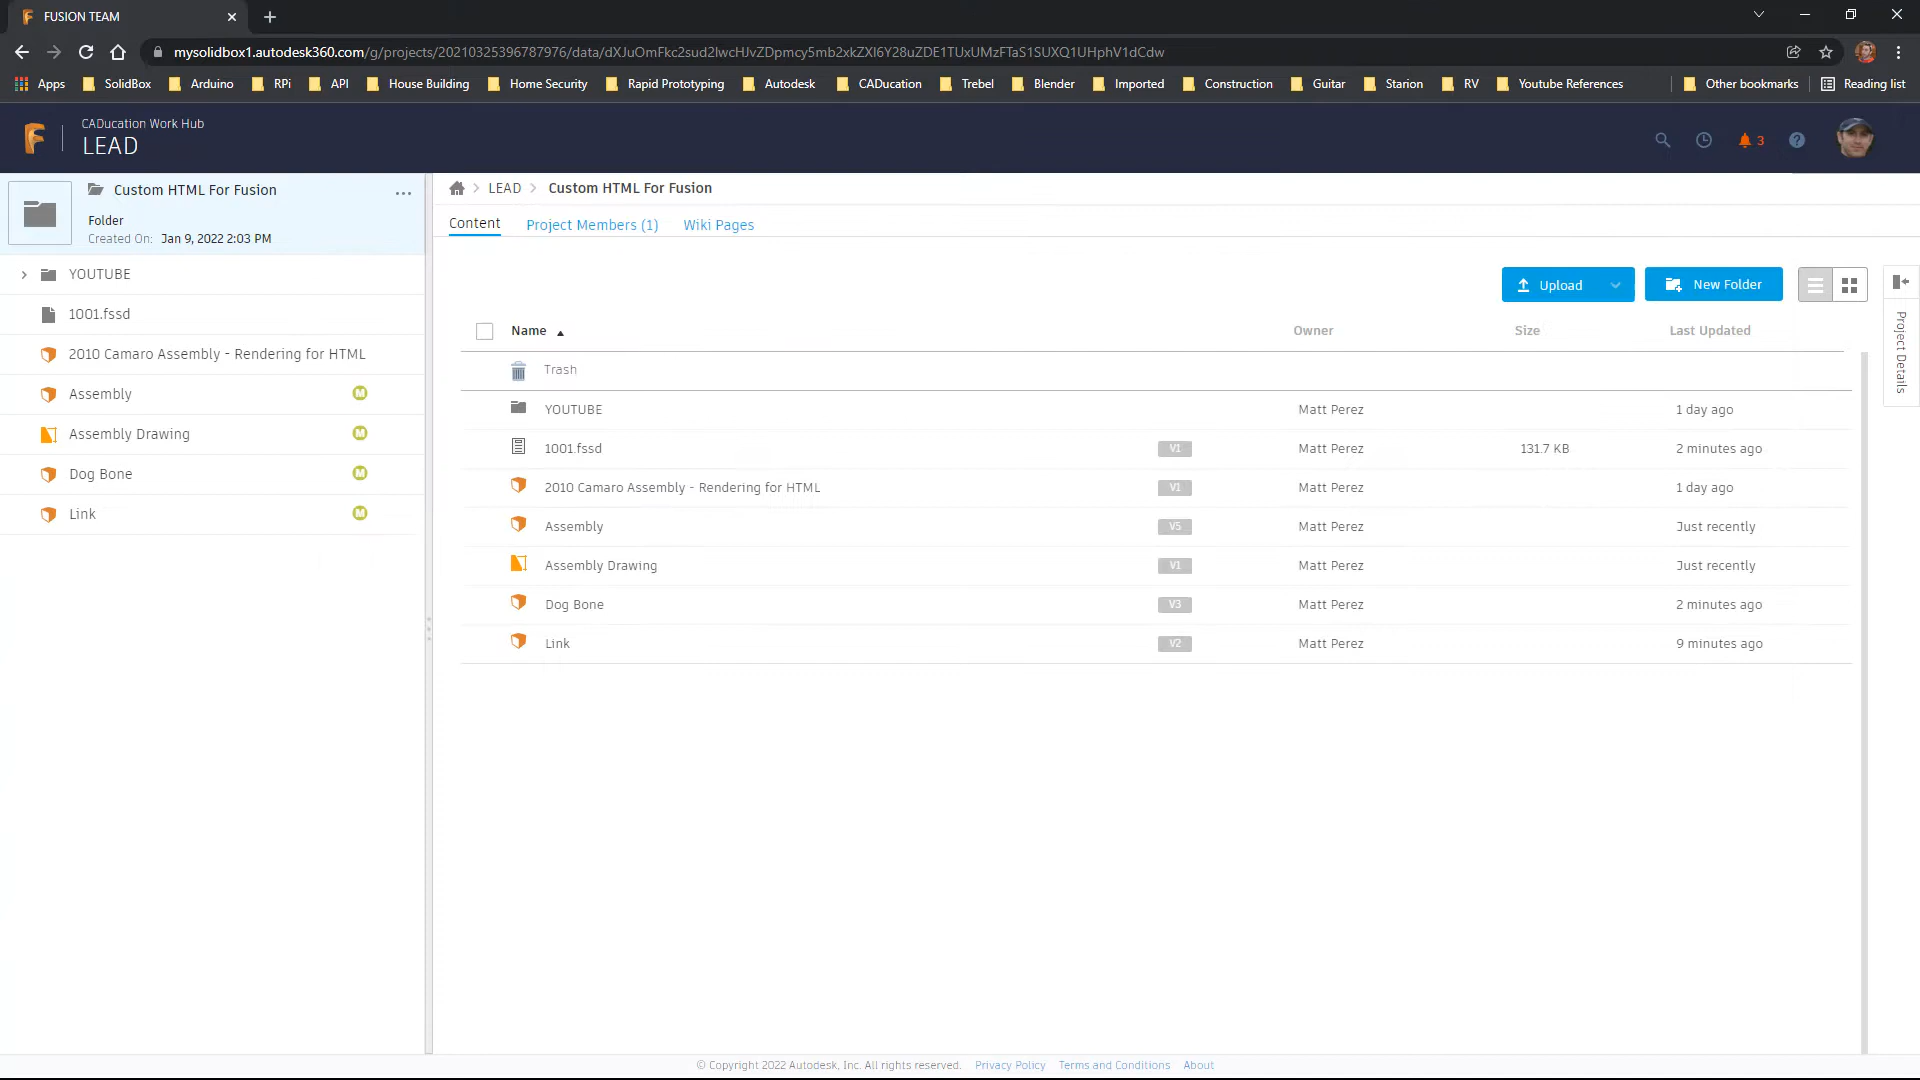 FUSION TEAM
mysolidbox1.autodesk360.com/g/projects/20210325396787976/data/dXJuOmFkc2sud2lwcHJvZDpmcy5mb2xkZXI6Y28uZDE1TUxUMzFTaS1SUXQ1UHphV1dCdw
Apps SolidBox Arduino RPi API House Building Home Security Rapid Prototyping Autodesk CADucation Trebel Blender Imported Construction Guitar Starion RV Youtube References Other bookmarks Reading list
CADucation Work Hub
LEAD
3
Custom HTML For Fusion
Folder
Created On: Jan 9, 2022 2:03 PM
YOUTUBE
1001.fssd
2010 Camaro Assembly - Rendering for HTML
Assembly M
Assembly Drawing M
Dog Bone M
Link M
LEAD Custom HTML For Fusion
Content Project Members (1) Wiki Pages
Upload New Folder
Name Owner Size Last Updated
Trash
YOUTUBE Matt Perez 1 day ago
1001.fssd V1 Matt Perez 131.7 KB 2 minutes ago
2010 Camaro Assembly - Rendering for HTML V1 Matt Perez 1 day ago
Assembly V5 Matt Perez Just recently
Assembly Drawing V1 Matt Perez Just recently
Dog Bone V3 Matt Perez 2 minutes ago
Link V2 Matt Perez 9 minutes ago
Project Details
© Copyright 2022 Autodesk, Inc. All rights reserved. Privacy Policy Terms and Conditions About